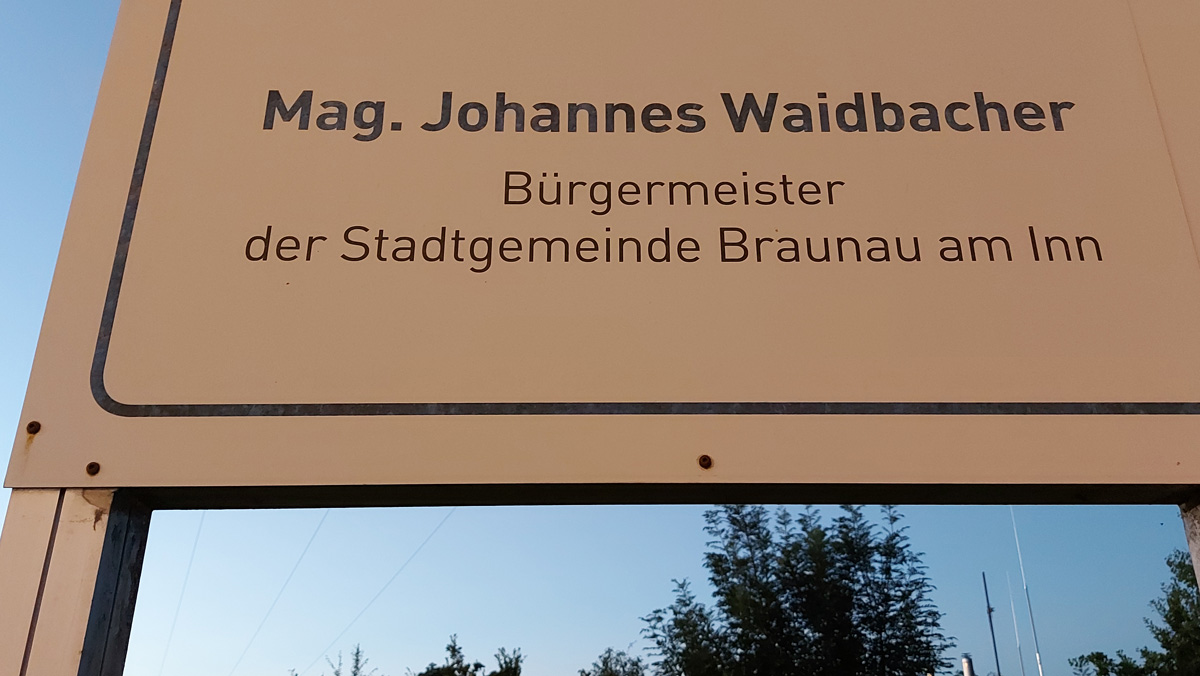 Mag. Johannes Waidbacher
Bürgermeister
der Stadtgemeinde Braunau am Inn